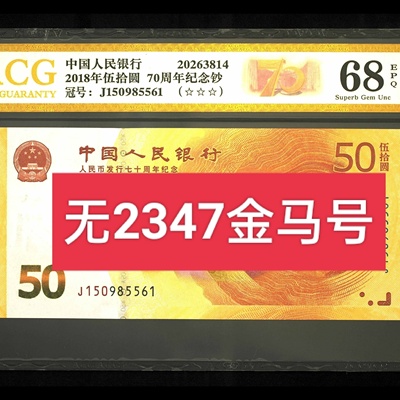 CG
GUARANTY
中国人民银行 20263814
2018年伍拾圆 70周年纪念钞
冠号：J150985561 (☆☆☆)
70
68
EPQ
Superb Gem Unc
中国人民银行
人民币发行七十周年纪念
50
伍拾圆
无2347金马号
50
J150985561